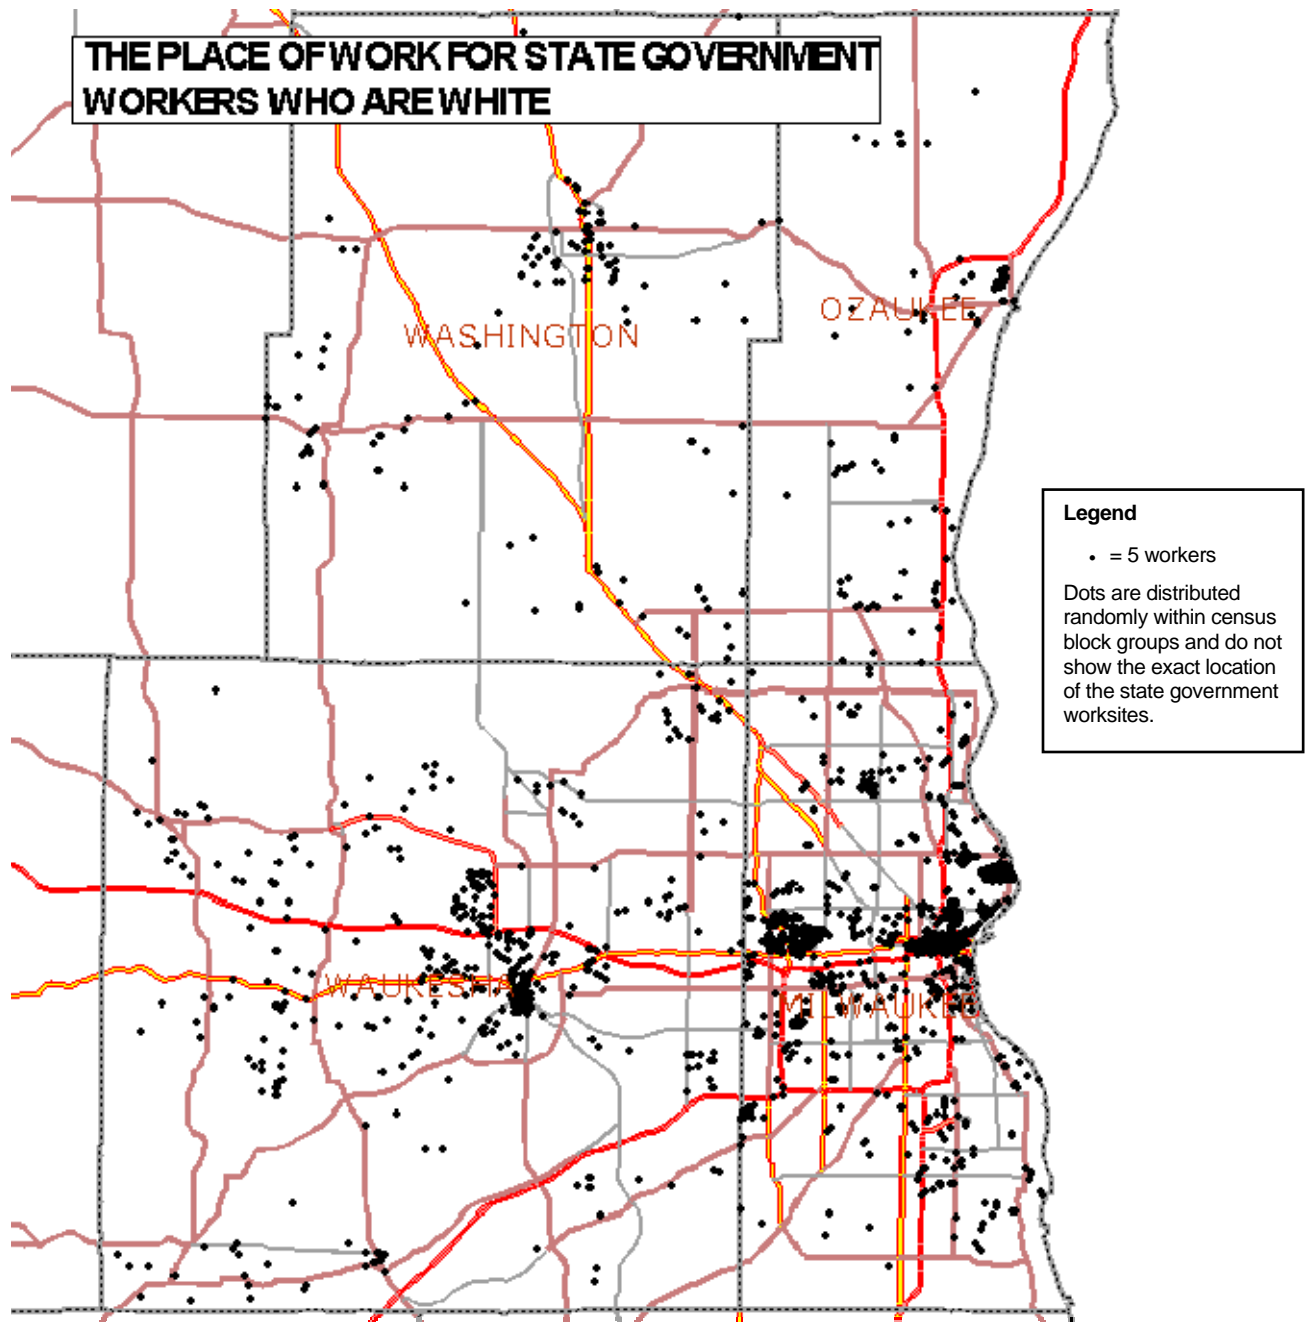 THE PLACE OF WORK FOR STATE GOVERNMENT
WORKERS WHO ARE WHITE
OZAUKEE
WASHINGTON
Legend
• = 5 workers
Dots are distributed
randomly within census
block groups and do not
show the exact location
of the state government
worksites.
WAUKESHA
MILWAUKEE